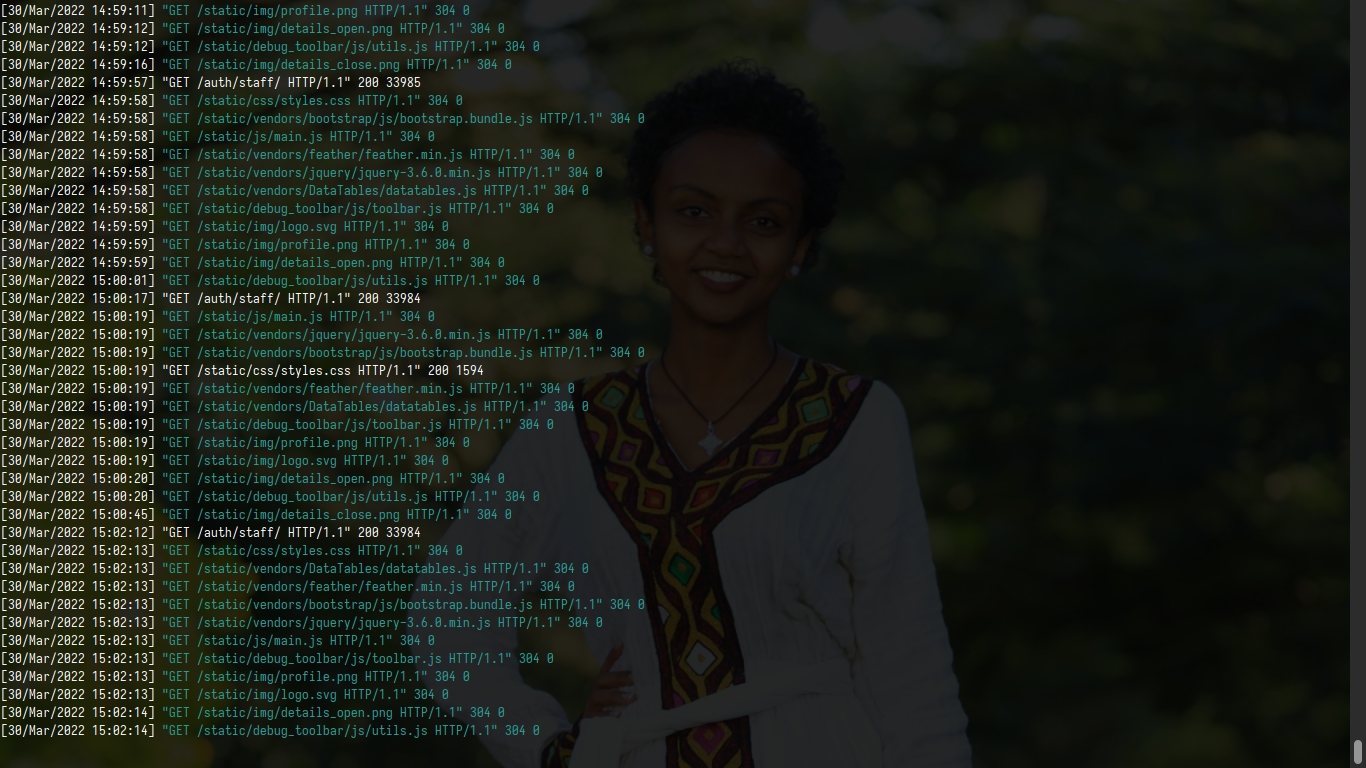 [30/Mar/2022 14:59:11] "GET /static/img/profile.png HTTP/1.1" 304 0
[30/Mar/2022 14:59:12] "GET /static/img/details_open.png HTTP/1.1" 304 0
[30/Mar/2022 14:59:12] "GET /static/debug_toolbar/js/utils.js HTTP/1.1" 304 0
[30/Mar/2022 14:59:16] "GET /static/img/details_close.png HTTP/1.1" 304 0
[30/Mar/2022 14:59:57] "GET /auth/staff/ HTTP/1.1" 200 33985
[30/Mar/2022 14:59:58] "GET /static/css/styles.css HTTP/1.1" 304 0
[30/Mar/2022 14:59:58] "GET /static/vendors/bootstrap/js/bootstrap.bundle.js HTTP/1.1" 304 0
[30/Mar/2022 14:59:58] "GET /static/js/main.js HTTP/1.1" 304 0
[30/Mar/2022 14:59:58] "GET /static/vendors/feather/feather.min.js HTTP/1.1" 304 0
[30/Mar/2022 14:59:58] "GET /static/vendors/jquery/jquery-3.6.0.min.js HTTP/1.1" 304 0
[30/Mar/2022 14:59:58] "GET /static/vendors/DataTables/datatables.js HTTP/1.1" 304 0
[30/Mar/2022 14:59:58] "GET /static/debug_toolbar/js/toolbar.js HTTP/1.1" 304 0
[30/Mar/2022 14:59:59] "GET /static/img/logo.svg HTTP/1.1" 304 0
[30/Mar/2022 14:59:59] "GET /static/img/profile.png HTTP/1.1" 304 0
[30/Mar/2022 14:59:59] "GET /static/img/details_open.png HTTP/1.1" 304 0
[30/Mar/2022 15:00:01] "GET /static/debug_toolbar/js/utils.js HTTP/1.1" 304 0
[30/Mar/2022 15:00:17] "GET /auth/staff/ HTTP/1.1" 200 33984
[30/Mar/2022 15:00:19] "GET /static/js/main.js HTTP/1.1" 304 0
[30/Mar/2022 15:00:19] "GET /static/vendors/jquery/jquery-3.6.0.min.js HTTP/1.1" 304 0
[30/Mar/2022 15:00:19] "GET /static/vendors/bootstrap/js/bootstrap.bundle.js HTTP/1.1" 304 0
[30/Mar/2022 15:00:19] "GET /static/css/styles.css HTTP/1.1" 200 1594
[30/Mar/2022 15:00:19] "GET /static/vendors/feather/feather.min.js HTTP/1.1" 304 0
[30/Mar/2022 15:00:19] "GET /static/vendors/DataTables/datatables.js HTTP/1.1" 304 0
[30/Mar/2022 15:00:19] "GET /static/debug_toolbar/js/toolbar.js HTTP/1.1" 304 0
[30/Mar/2022 15:00:19] "GET /static/img/profile.png HTTP/1.1" 304 0
[30/Mar/2022 15:00:19] "GET /static/img/logo.svg HTTP/1.1" 304 0
[30/Mar/2022 15:00:20] "GET /static/img/details_open.png HTTP/1.1" 304 0
[30/Mar/2022 15:00:20] "GET /static/debug_toolbar/js/utils.js HTTP/1.1" 304 0
[30/Mar/2022 15:00:45] "GET /static/img/details_close.png HTTP/1.1" 304 0
[30/Mar/2022 15:02:12] "GET /auth/staff/ HTTP/1.1" 200 33984
[30/Mar/2022 15:02:13] "GET /static/css/styles.css HTTP/1.1" 304 0
[30/Mar/2022 15:02:13] "GET /static/vendors/DataTables/datatables.js HTTP/1.1" 304 0
[30/Mar/2022 15:02:13] "GET /static/vendors/feather/feather.min.js HTTP/1.1" 304 0
[30/Mar/2022 15:02:13] "GET /static/vendors/bootstrap/js/bootstrap.bundle.js HTTP/1.1" 304 0
[30/Mar/2022 15:02:13] "GET /static/vendors/jquery/jquery-3.6.0.min.js HTTP/1.1" 304 0
[30/Mar/2022 15:02:13] "GET /static/js/main.js HTTP/1.1" 304 0
[30/Mar/2022 15:02:13] "GET /static/debug_toolbar/js/toolbar.js HTTP/1.1" 304 0
[30/Mar/2022 15:02:13] "GET /static/img/profile.png HTTP/1.1" 304 0
[30/Mar/2022 15:02:13] "GET /static/img/logo.svg HTTP/1.1" 304 0
[30/Mar/2022 15:02:14] "GET /static/img/details_open.png HTTP/1.1" 304 0
[30/Mar/2022 15:02:14] "GET /static/debug_toolbar/js/utils.js HTTP/1.1" 304 0